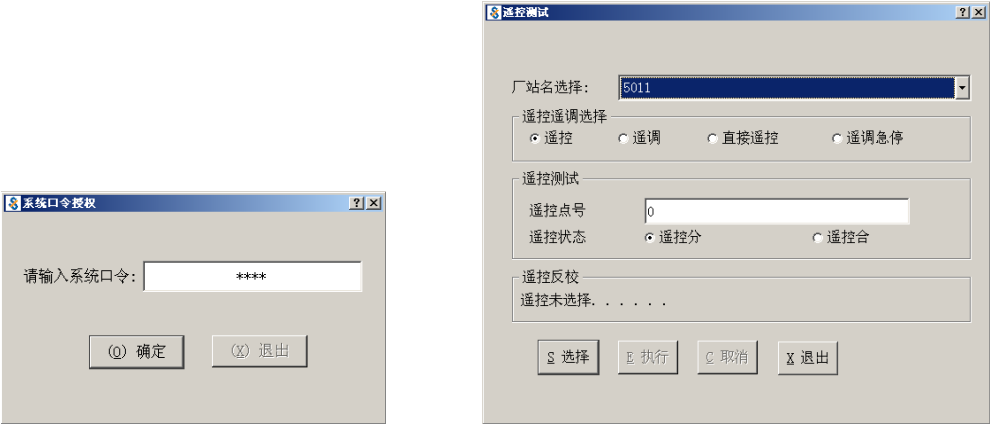 系统口令授权
请输入系统口令: ****
(O) 确定 (X) 退出
遥控测试
厂站名选择: 5011
遥控遥调选择
遥控 遥调 直接遥控 遥调急停
遥控测试
遥控点号 0
遥控状态 遥控分 遥控合
遥控反校
遥控未选择. . . . . .
S 选择 E 执行 C 取消 X 退出